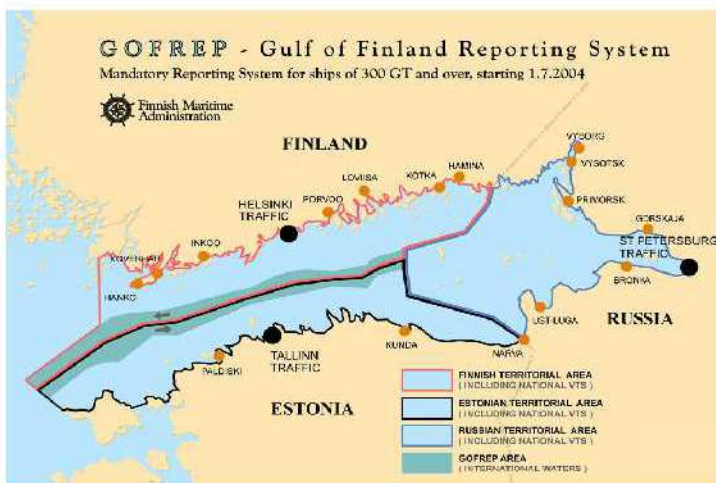 GOFREP - Gulf of Finland Reporting System
Mandatory Reporting System for ships of 300 GT and over, starting 1.7.2004
Finnish Maritime
Administration
FINLAND
VYBORG
VYSOTSK
HAMINA
KOTKA
LOVIISA
PRIMORSK
PORVOO
HELSINKI
TRAFFIC
GORSKAJA
ST PETERSBURG
TRAFFIC
INKOO
KOVERHAR
HANKO
BRONKA
UST-LUGA
RUSSIA
KUNDA
NARVA
TALLINN
TRAFFIC
PALDISKI
ESTONIA
FINNISH TERRITORIAL AREA
( INCLUDING NATIONAL VTS )
ESTONIAN TERRITORIAL AREA
( INCLUDING NATIONAL VTS )
RUSSIAN TERRITORIAL AREA
( INCLUDING NATIONAL VTS )
GOFREP AREA
( INTERNATIONAL WATERS )